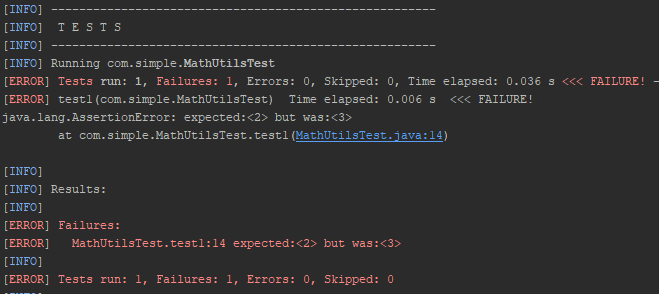 [INFO] -------------------------------------------------------
[INFO]  T E S T S
[INFO] -------------------------------------------------------
[INFO] Running com.simple.MathUtilsTest
[ERROR] Tests run: 1, Failures: 1, Errors: 0, Skipped: 0, Time elapsed: 0.036 s <<< FAILURE! -
[ERROR] test1(com.simple.MathUtilsTest)  Time elapsed: 0.006 s  <<< FAILURE!
java.lang.AssertionError: expected:<2> but was:<3>
        at com.simple.MathUtilsTest.test1(MathUtilsTest.java:14)
[INFO]
[INFO] Results:
[INFO]
[ERROR] Failures:
[ERROR]   MathUtilsTest.test1:14 expected:<2> but was:<3>
[INFO]
[ERROR] Tests run: 1, Failures: 1, Errors: 0, Skipped: 0